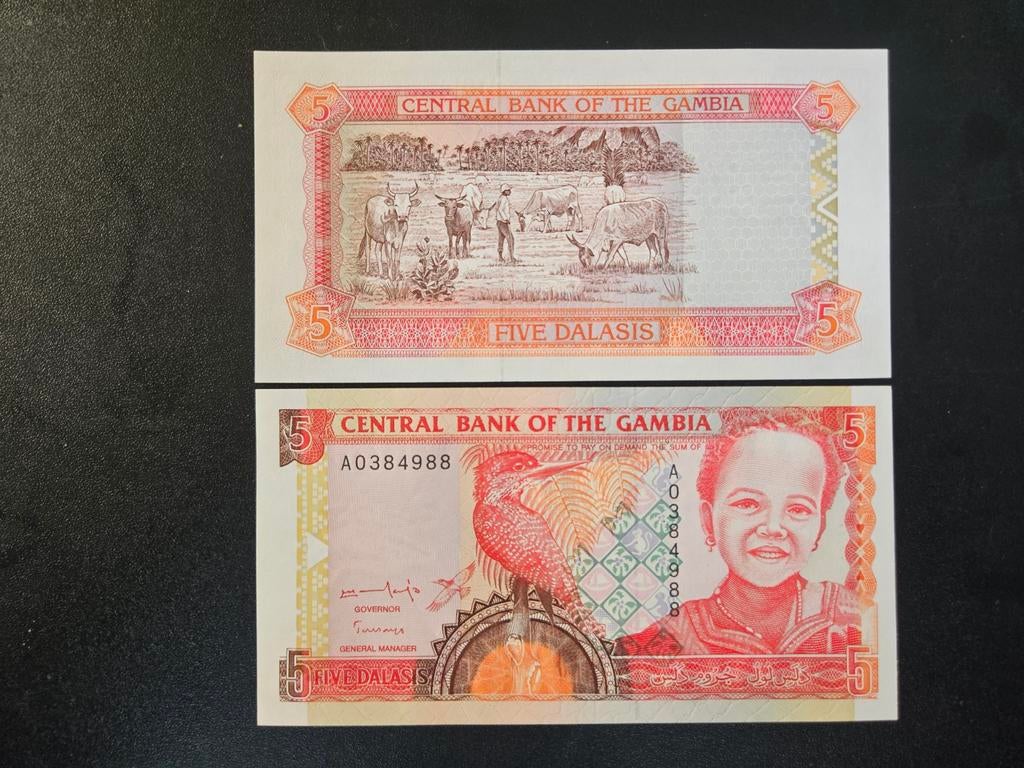 5
CENTRAL BANK OF THE GAMBIA
5
5
FIVE DALASIS
5
5
CENTRAL BANK OF THE GAMBIA
5
I PROMISE TO PAY ON DEMAND THE SUM OF
A0384988
A0384988
GOVERNOR
GENERAL MANAGER
5
FIVE DALASIS
5